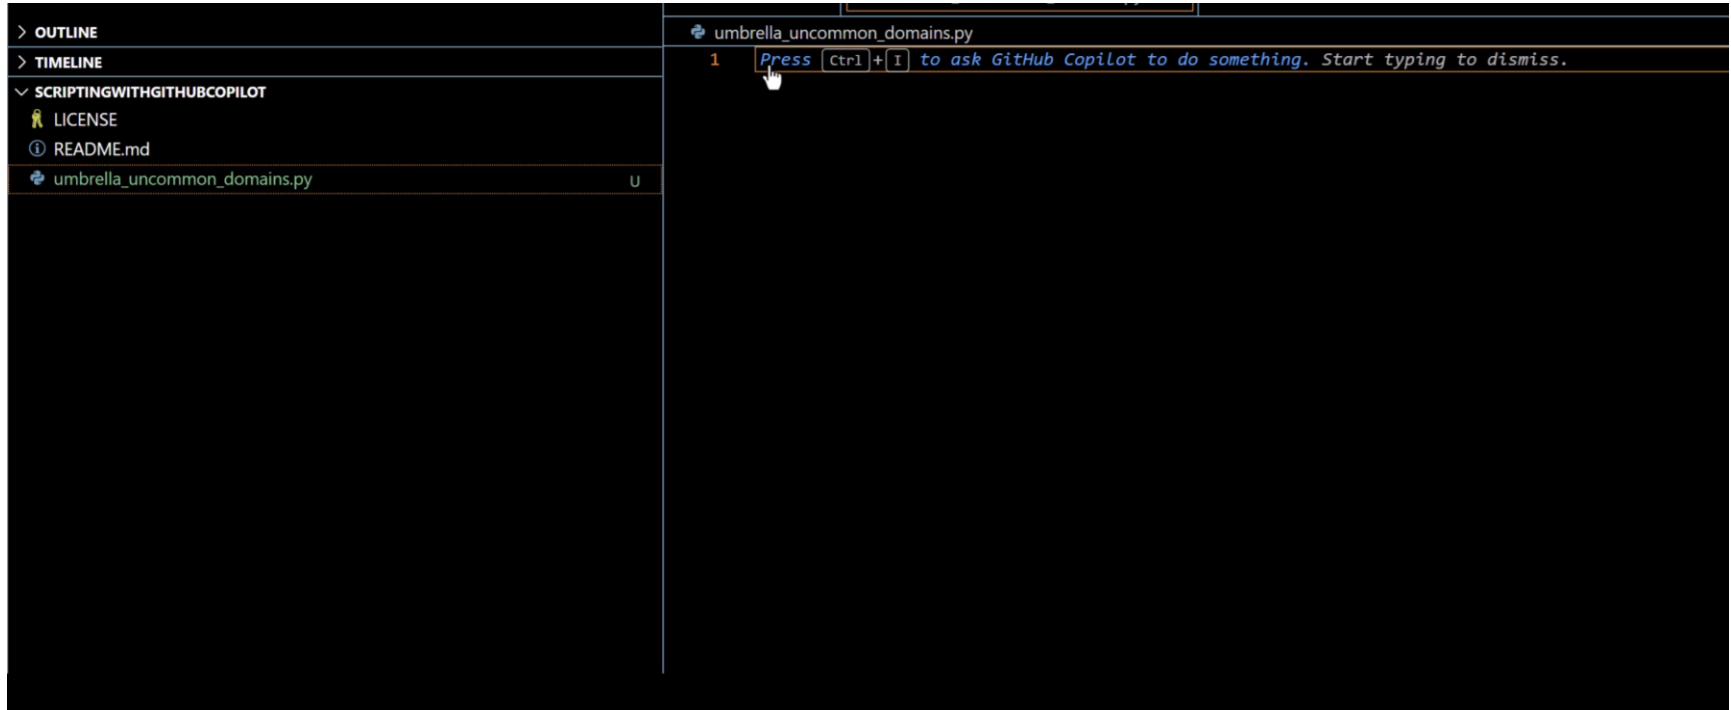 OUTLINE
TIMELINE
SCRIPTINGWITHGITHUBCOPILOT
LICENSE
README.md
umbrella_uncommon_domains.py U
umbrella_uncommon_domains.py
1 Press Ctrl+I to ask GitHub Copilot to do something. Start typing to dismiss.